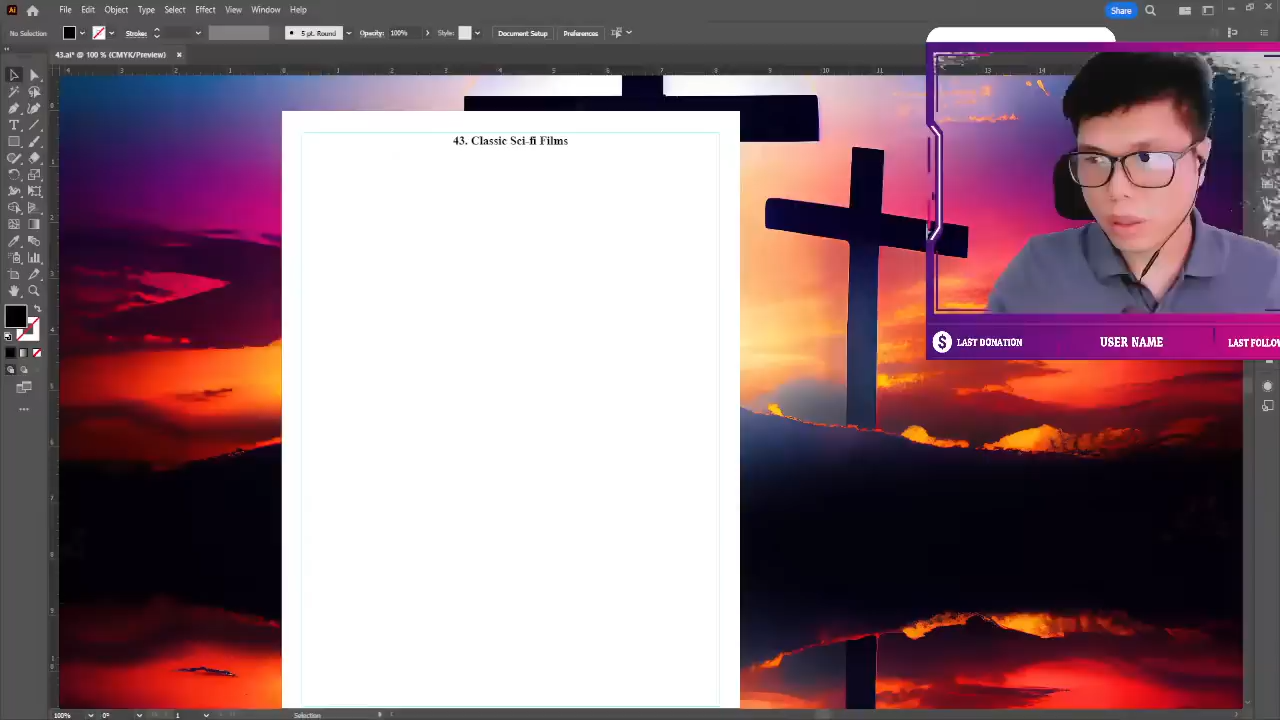 File Edit Object Type Select Effect View Window Help
Share
No Selection
Stroke:
5 pt. Round
Opacity: 100%
Style:
Document Setup
Preferences
43.ai* @ 100 % (CMYK/Preview)
43. Classic Sci-fi Films
LAST DONATION
USER NAME
LAST FOLLOW
100%
0°
1
Selection